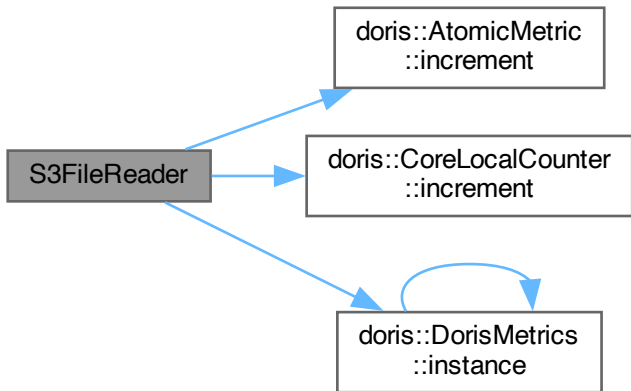 doris::AtomicMetric
::increment
S3FileReader
doris::CoreLocalCounter
::increment
doris::DorisMetrics
::instance